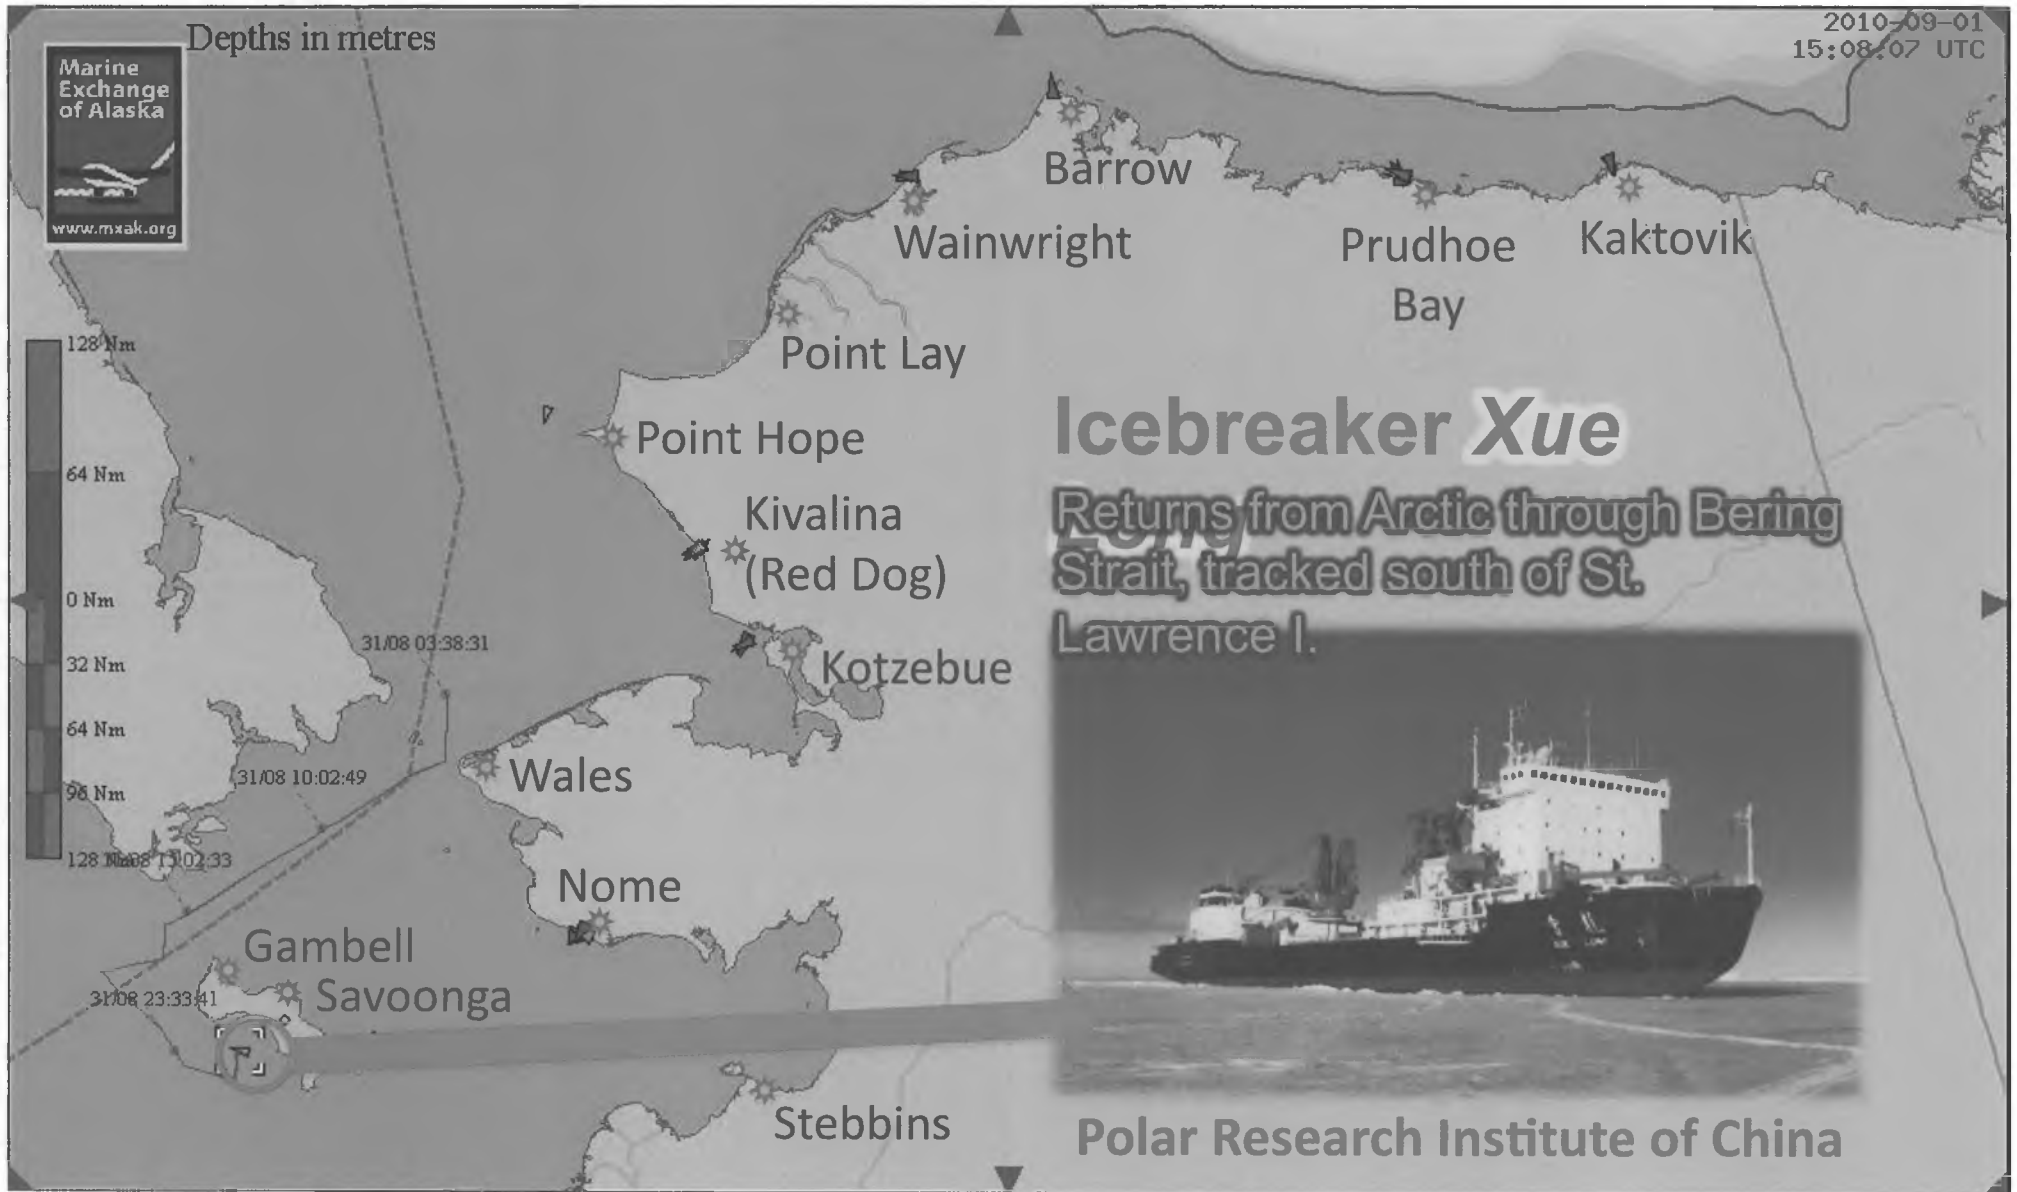 Depths in metres
2010-09-01
15:08:07 UTC
Marine
Exchange
of Alaska
www.mxak.org
Barrow
Wainwright
Prudhoe
Bay
Kaktovik
Point Lay
128 Nm
Point Hope
Icebreaker Xue
Long
64 Nm
Returns from Arctic through Bering
Strait, tracked south of St.
Lawrence I.
Kivalina
(Red Dog)
0 Nm
31/08 03:38:31
32 Nm
Kotzebue
64 Nm
31/08 10:02:49
Wales
96 Nm
128 Nm
13:02:33
Nome
Gambell
Savoonga
31/08 23:33:41
Stebbins
Polar Research Institute of China